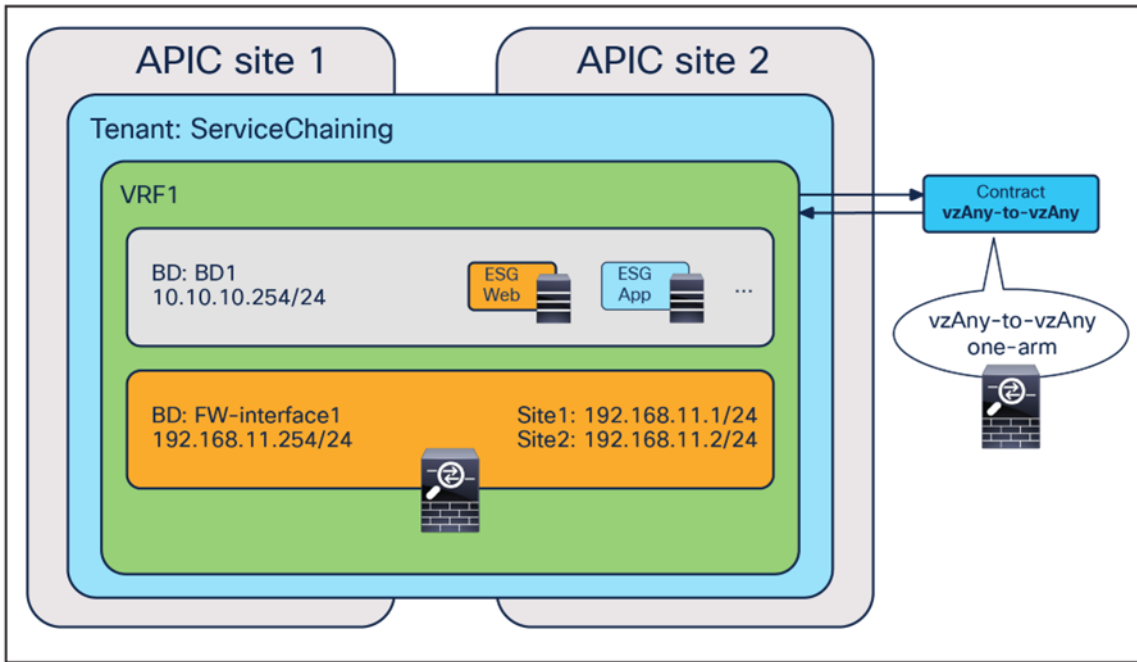 APIC site 1
APIC site 2
Tenant: ServiceChaining
VRF1
Contract
vzAny-to-vzAny
BD: BD1
10.10.10.254/24
ESG
Web
ESG
App
...
vzAny-to-vzAny
one-arm
BD: FW-interface1
192.168.11.254/24
Site1: 192.168.11.1/24
Site2: 192.168.11.2/24